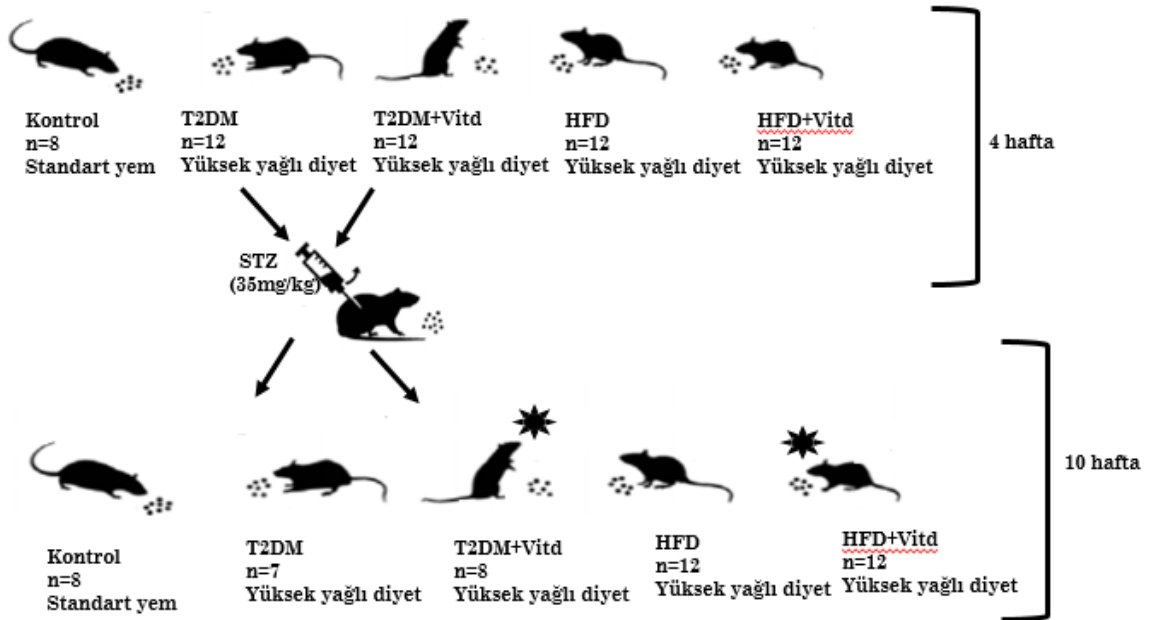 Kontrol
n=8
Standart yem
T2DM
n=12
Yüksek yağlı diyet
T2DM+Vitd
n=12
Yüksek yağlı diyet
HFD
n=12
Yüksek yağlı diyet
HFD+Vitd
n=12
Yüksek yağlı diyet
4 hafta
STZ
(35mg/kg)
Kontrol
n=8
Standart yem
T2DM
n=7
Yüksek yağlı diyet
T2DM+Vitd
n=8
Yüksek yağlı diyet
HFD
n=12
Yüksek yağlı diyet
HFD+Vitd
n=12
Yüksek yağlı diyet
10 hafta